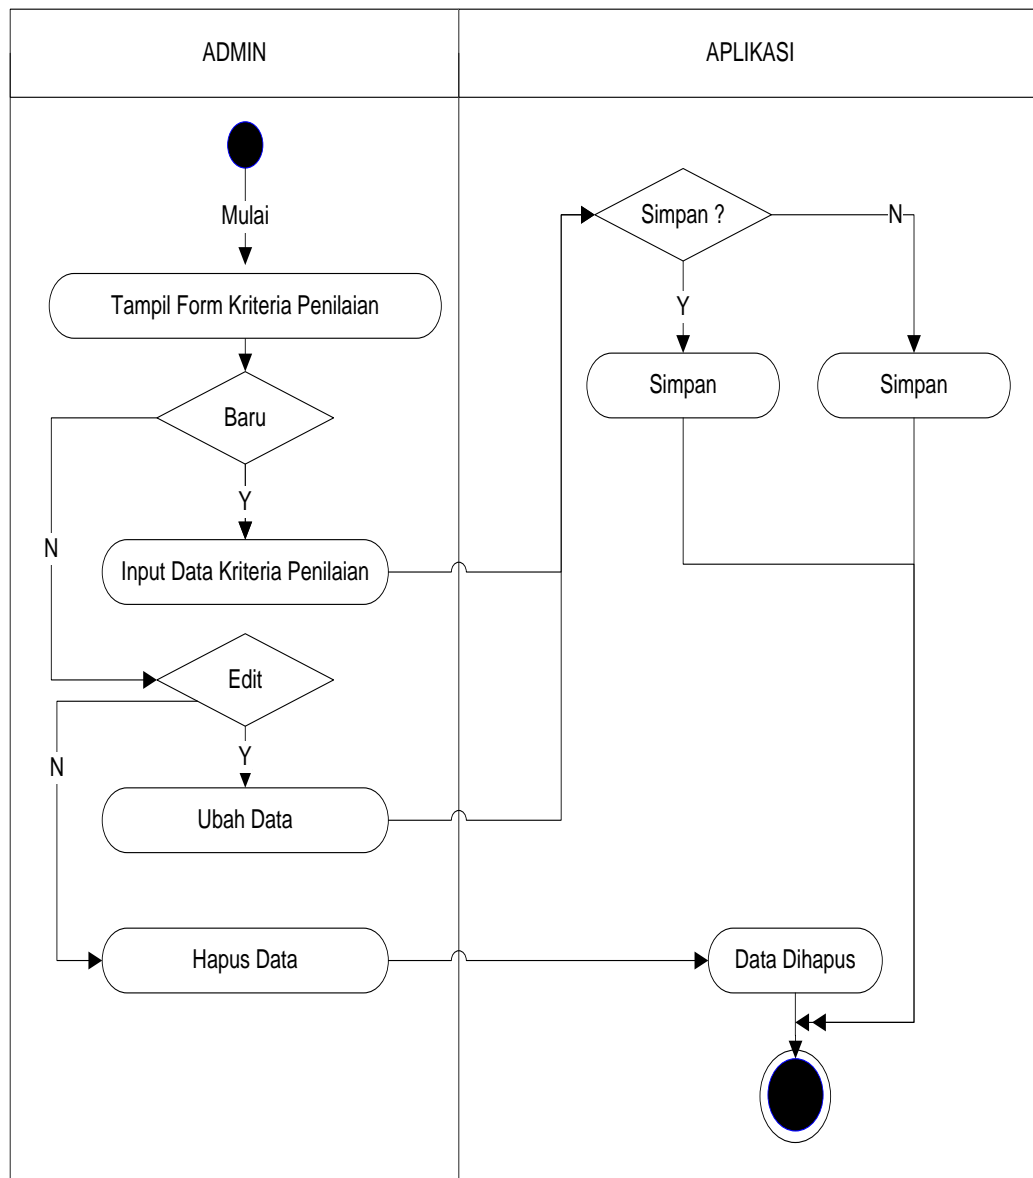 ADMIN
APLIKASI
Mulai
Tampil Form Kriteria Penilaian
Baru
Y
N
Input Data Kriteria Penilaian
Edit
Y
N
Ubah Data
Hapus Data
Simpan ?
N
Y
Simpan
Simpan
Data Dihapus